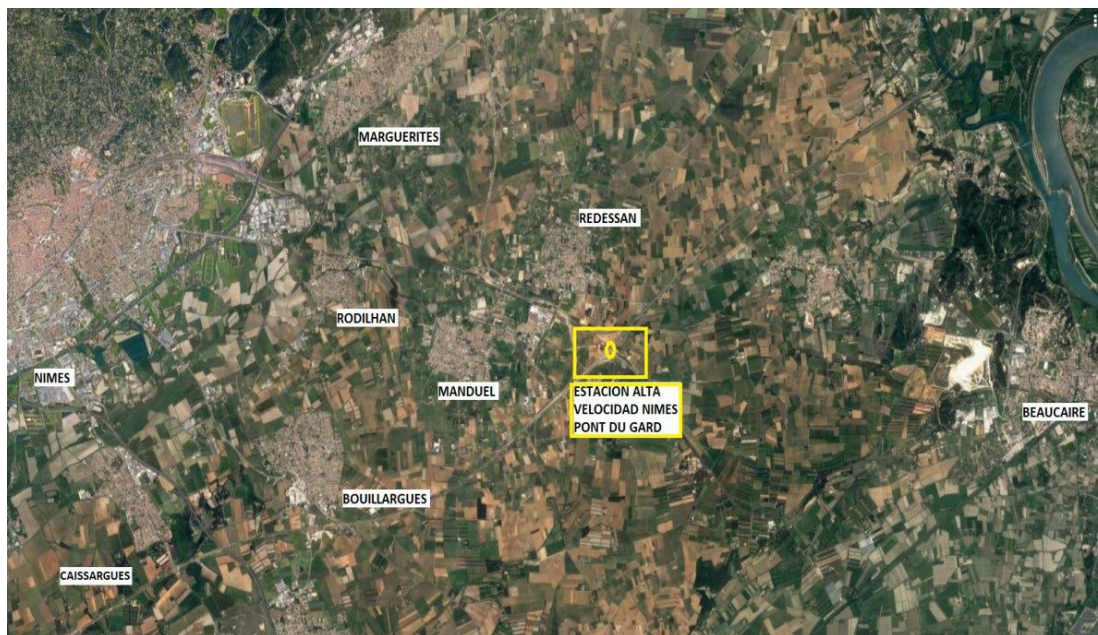 MARGUERITES
REDESSAN
RODILHAN
NIMES
MANDUEL
ESTACION ALTA
VELOCIDAD NIMES
PONT DU GARD
BEAUCAIRE
BOUILLARGUES
CAISSARGUES